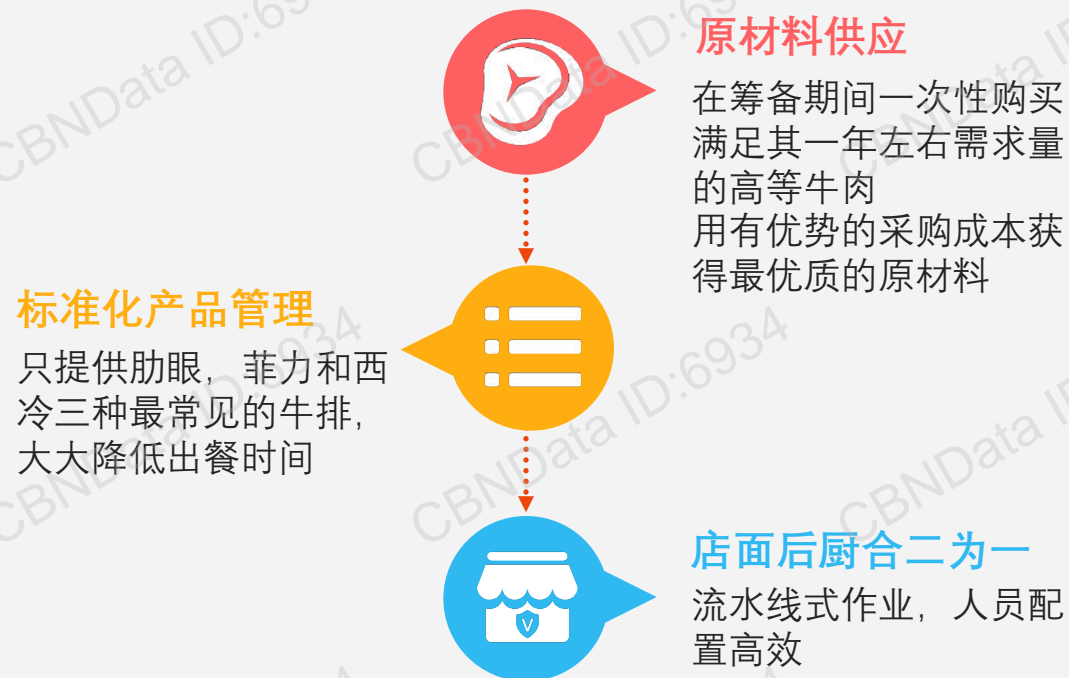 原材料供应
在筹备期间一次性购买
满足其一年左右需求量
的高等牛肉
用有优势的采购成本获
得最优质的原材料
标准化产品管理
只提供肋眼，菲力和西
冷三种最常见的牛排，
大大降低出餐时间
店面后厨合二为一
流水线式作业，人员配
置高效
V
CBNData ID:6934